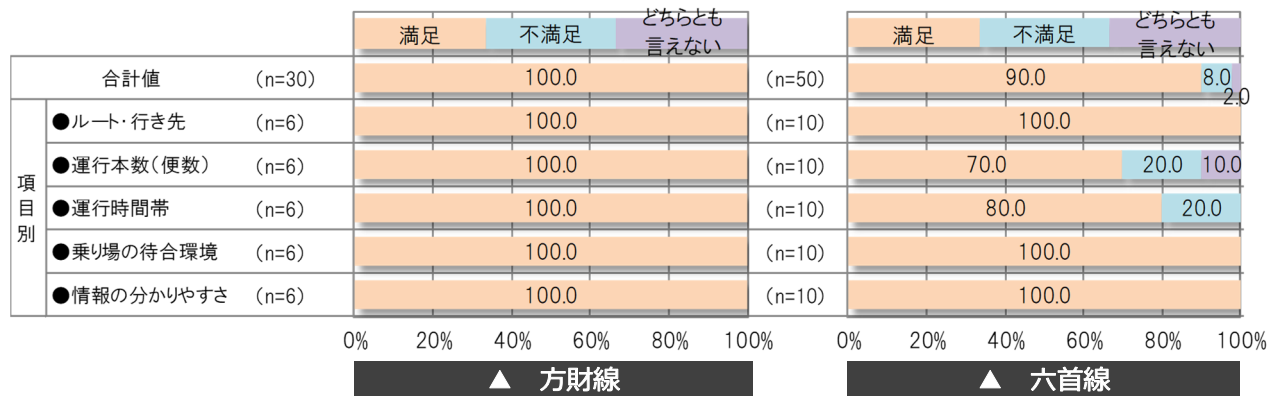 満足 不満足 どちらとも
言えない
満足 不満足 どちらとも
言えない
合計値 (n=30) 100.0 (n=50) 90.0 8.0 2.0
項目別
●ルート・行き先 (n=6) 100.0 (n=10) 100.0
●運行本数(便数) (n=6) 100.0 (n=10) 70.0 20.0 10.0
●運行時間帯 (n=6) 100.0 (n=10) 80.0 20.0
●乗り場の待合環境 (n=6) 100.0 (n=10) 100.0
●情報の分かりやすさ (n=6) 100.0 (n=10) 100.0
0% 20% 40% 60% 80% 100% 0% 20% 40% 60% 80% 100%
▲ 方財線 ▲ 六首線